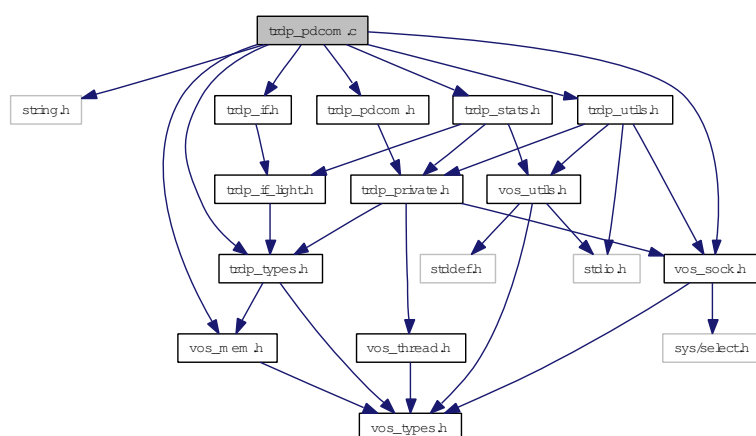 trdp_pdcom.c
string.h
trdp_if.h
trdp_pdcom.h
trdp_stats.h
trdp_utils.h
trdp_if_light.h
trdp_private.h
vos_utils.h
trdp_types.h
stddef.h
stdio.h
vos_sock.h
vos_mem.h
vos_thread.h
sys/select.h
vos_types.h